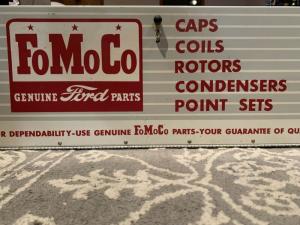 FoMoCo
GENUINE Ford PARTS
CAPS
COILS
ROTORS
CONDENSERS
POINT SETS
R DEPENDABILITY-USE GENUINE FoMoCo PARTS-YOUR GUARANTEE OF QU